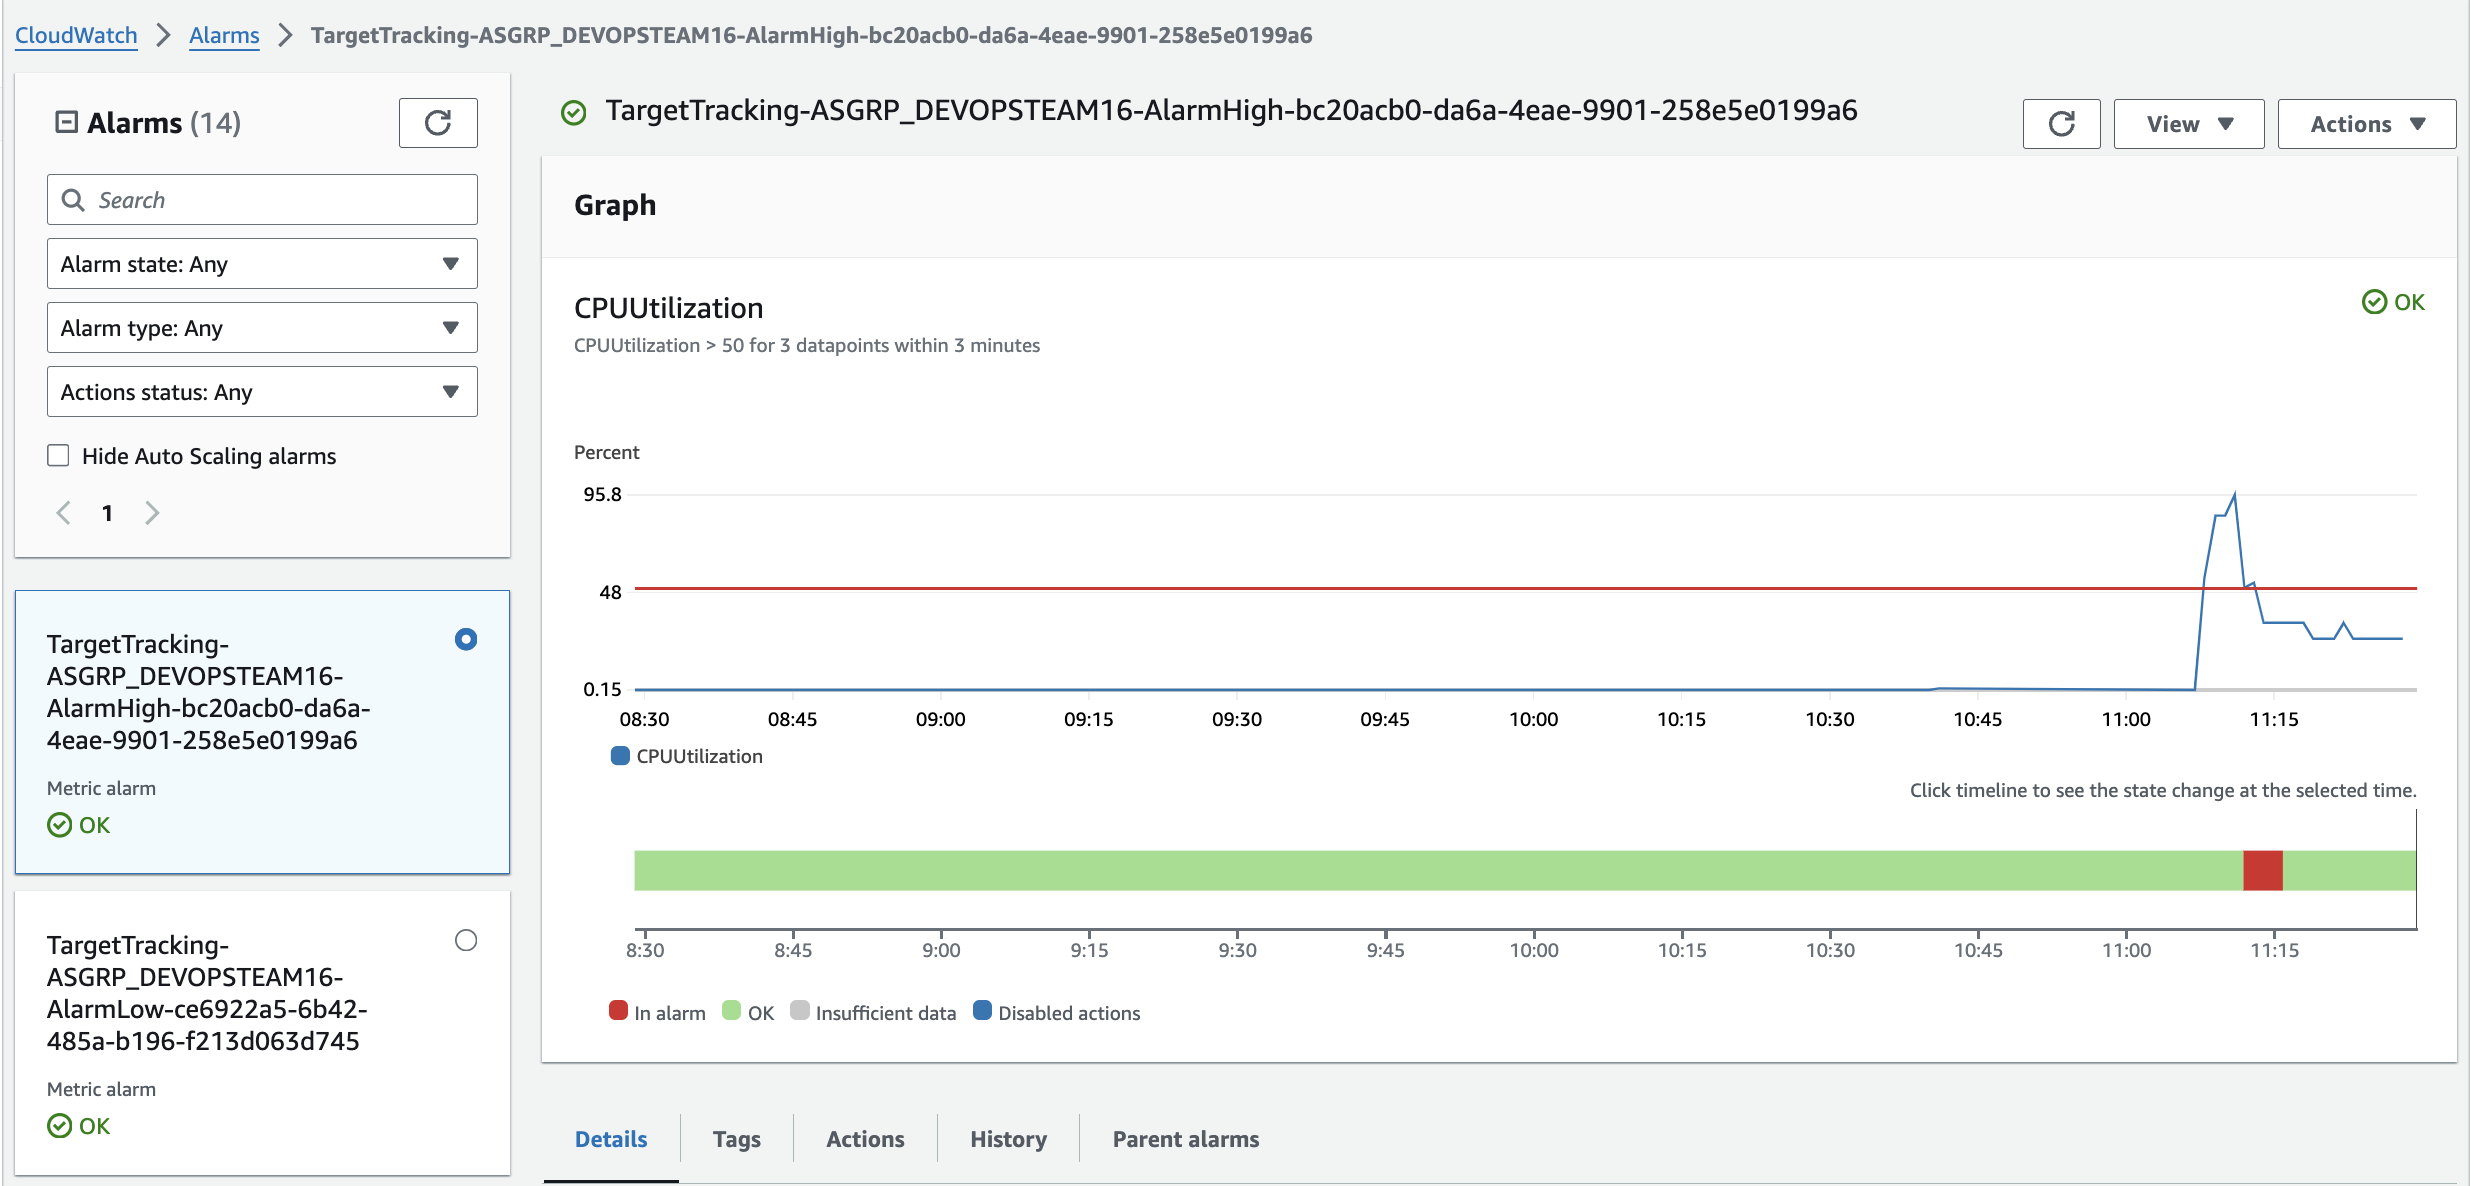 CloudWatch > Alarms > TargetTracking-ASGRP_DEVOPSTEAM16-AlarmHigh-bc20acb0-da6a-4eae-9901-258e5e0199a6
Alarms (14)
Search
Alarm state: Any
Alarm type: Any
Actions status: Any
Hide Auto Scaling alarms
1
TargetTracking-
ASGRP_DEVOPSTEAM16-
AlarmHigh-bc20acb0-da6a-
4eae-9901-258e5e0199a6
Metric alarm
OK
TargetTracking-
ASGRP_DEVOPSTEAM16-
AlarmLow-ce6922a5-6b42-
485a-b196-f213d063d745
Metric alarm
OK
TargetTracking-ASGRP_DEVOPSTEAM16-AlarmHigh-bc20acb0-da6a-4eae-9901-258e5e0199a6
View
Actions
Graph
CPUUtilization
OK
CPUUtilization > 50 for 3 datapoints within 3 minutes
Percent
95.8
48
0.15
08:30 08:45 09:00 09:15 09:30 09:45 10:00 10:15 10:30 10:45 11:00 11:15
CPUUtilization
Click timeline to see the state change at the selected time.
8:30 8:45 9:00 9:15 9:30 9:45 10:00 10:15 10:30 10:45 11:00 11:15
In alarm OK Insufficient data Disabled actions
Details Tags Actions History Parent alarms